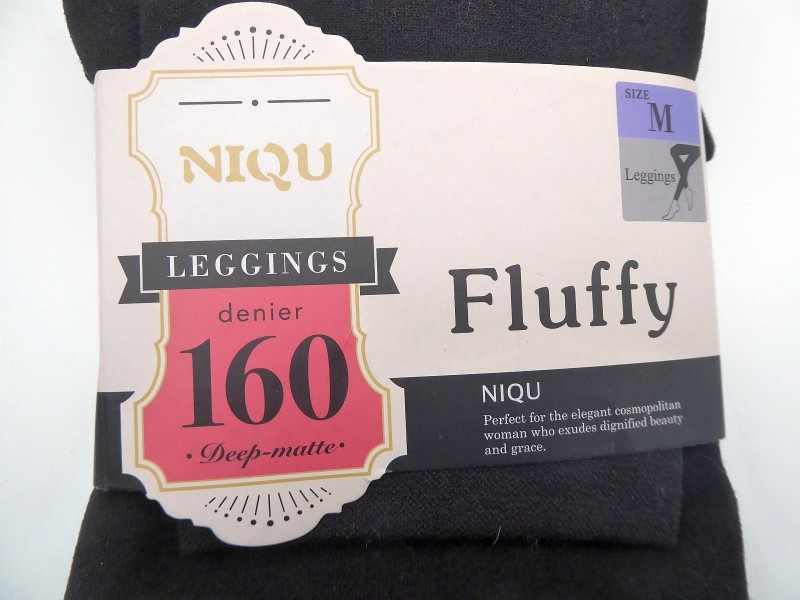 NIQU
LEGGINGS
denier
160
Deep-matte
SIZE
M
Leggings
Fluffy
NIQU
Perfect for the elegant cosmopolitan
woman who exudes dignified beauty
and grace.